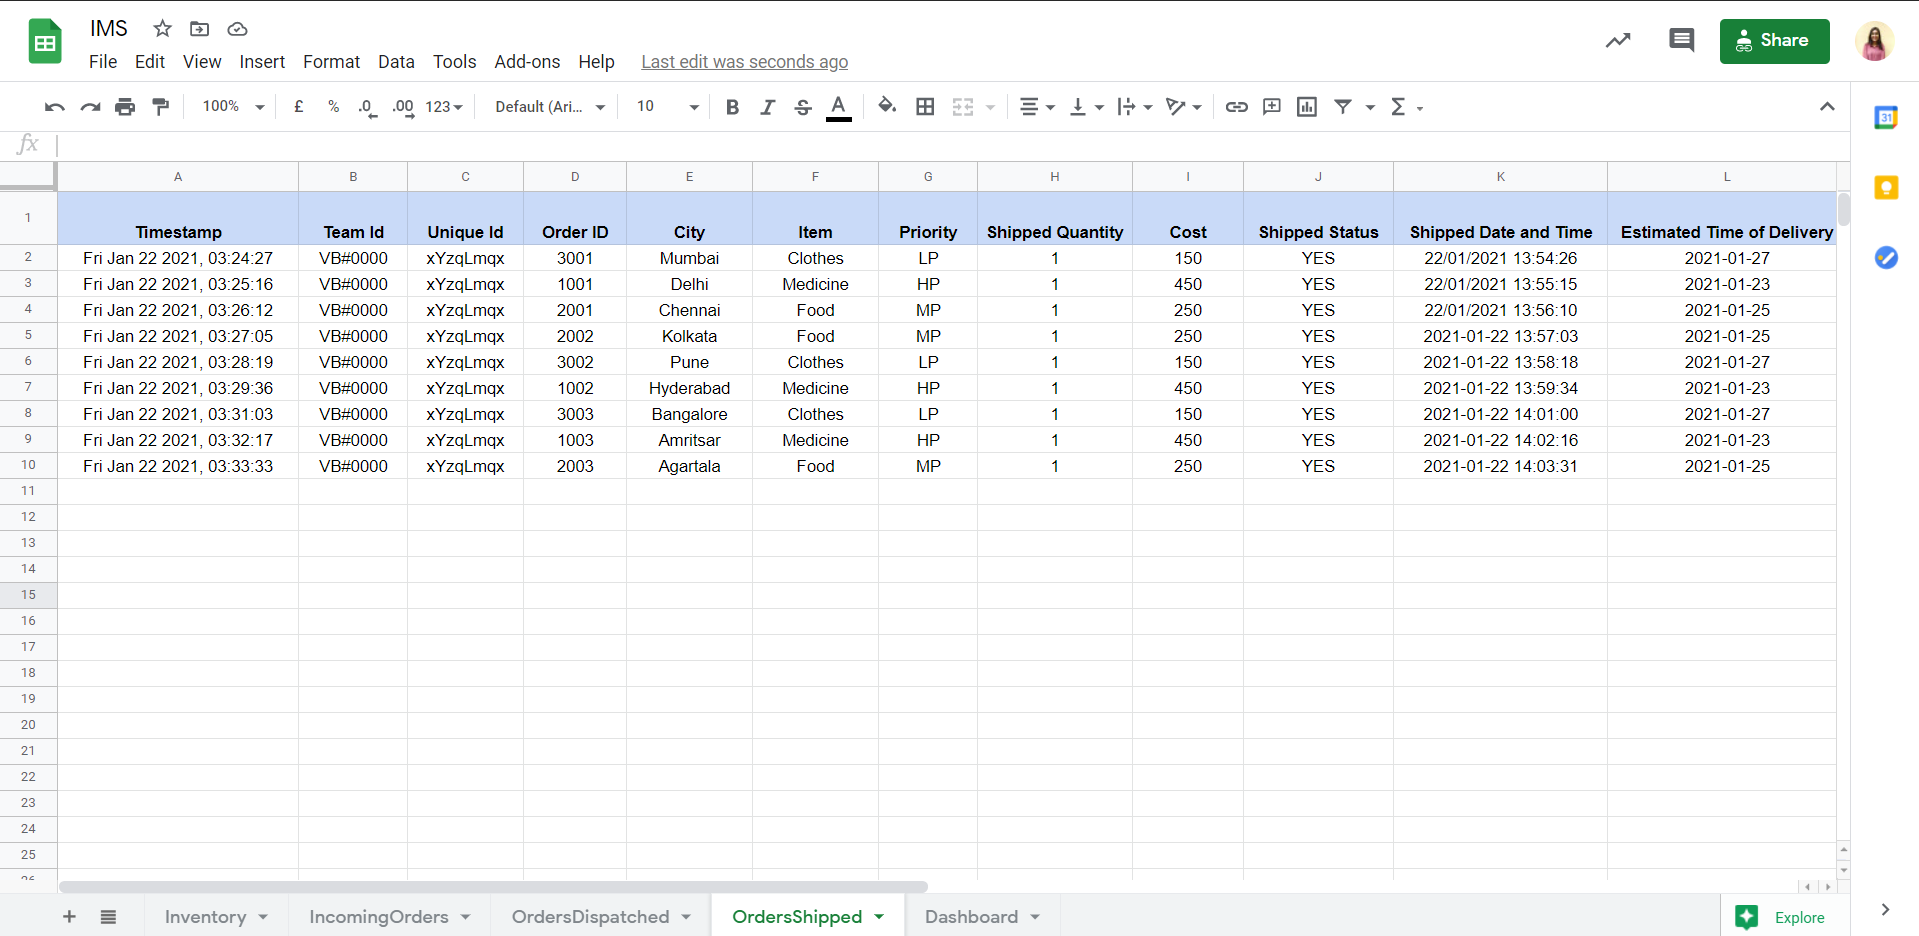 IMS
File Edit View Insert Format Data Tools Add-ons Help Last edit was seconds ago
Share
100% £ % .0 .00 123 Default (Ari... 10 B I S A Σ
31
fx
A B C D E F G H I J K L
1 Timestamp Team Id Unique Id Order ID City Item Priority Shipped Quantity Cost Shipped Status Shipped Date and Time Estimated Time of Delivery
2 Fri Jan 22 2021, 03:24:27 VB#0000 xYzqLmqx 3001 Mumbai Clothes LP 1 150 YES 22/01/2021 13:54:26 2021-01-27
3 Fri Jan 22 2021, 03:25:16 VB#0000 xYzqLmqx 1001 Delhi Medicine HP 1 450 YES 22/01/2021 13:55:15 2021-01-23
4 Fri Jan 22 2021, 03:26:12 VB#0000 xYzqLmqx 2001 Chennai Food MP 1 250 YES 22/01/2021 13:56:10 2021-01-25
5 Fri Jan 22 2021, 03:27:05 VB#0000 xYzqLmqx 2002 Kolkata Food MP 1 250 YES 2021-01-22 13:57:03 2021-01-25
6 Fri Jan 22 2021, 03:28:19 VB#0000 xYzqLmqx 3002 Pune Clothes LP 1 150 YES 2021-01-22 13:58:18 2021-01-27
7 Fri Jan 22 2021, 03:29:36 VB#0000 xYzqLmqx 1002 Hyderabad Medicine HP 1 450 YES 2021-01-22 13:59:34 2021-01-23
8 Fri Jan 22 2021, 03:31:03 VB#0000 xYzqLmqx 3003 Bangalore Clothes LP 1 150 YES 2021-01-22 14:01:00 2021-01-27
9 Fri Jan 22 2021, 03:32:17 VB#0000 xYzqLmqx 1003 Amritsar Medicine HP 1 450 YES 2021-01-22 14:02:16 2021-01-23
10 Fri Jan 22 2021, 03:33:33 VB#0000 xYzqLmqx 2003 Agartala Food MP 1 250 YES 2021-01-22 14:03:31 2021-01-25
11
12
13
14
15
16
17
18
19
20
21
22
23
24
25
26
Inventory IncomingOrders OrdersDispatched OrdersShipped Dashboard Explore